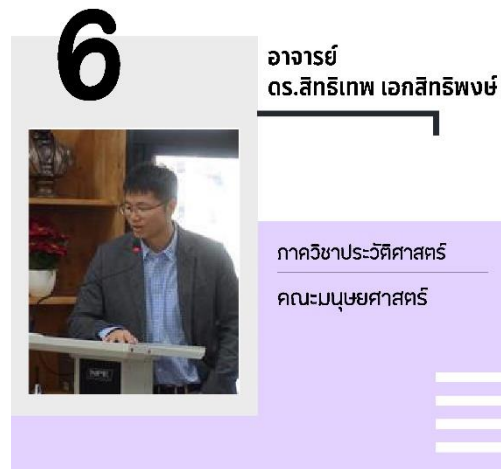 6
อาจารย์
ดร.สิทธิเทพ เอกสิทธิพงษ์
ภาควิชาประวัติศาสตร์
คณะมนุษยศาสตร์